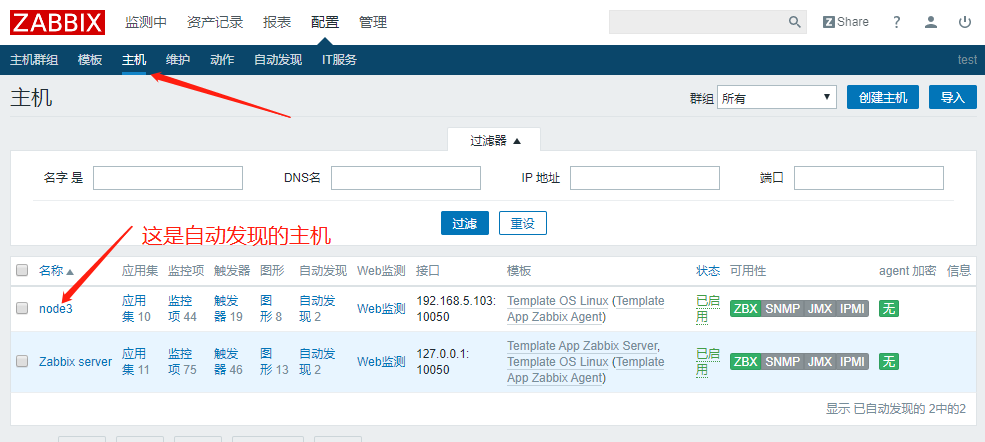 ZABBIX 监测中 资产记录 报表 配置 管理 Z Share ?
主机群组 模板 主机 维护 动作 自动发现 IT服务 test
主机 群组 所有 创建主机 导入
过滤器
名字 是 DNS名 IP 地址 端口
过滤 重设
这是自动发现的主机
名称 应用集 监控项 触发器 图形 自动发现 Web监测 接口 模板 状态 可用性 agent 加密 信息
node3 应用集 10 监控项 44 触发器 19 图形 8 自动发现 2 Web监测 192.168.5.103:10050 Template OS Linux (Template App Zabbix Agent) 已启用 ZBX SNMP JMX IPMI 无
Zabbix server 应用集 11 监控项 75 触发器 46 图形 13 自动发现 2 Web监测 127.0.0.1:10050 Template App Zabbix Server, Template OS Linux (Template App Zabbix Agent) 已启用 ZBX SNMP JMX IPMI 无
显示 已自动发现的 2中的2